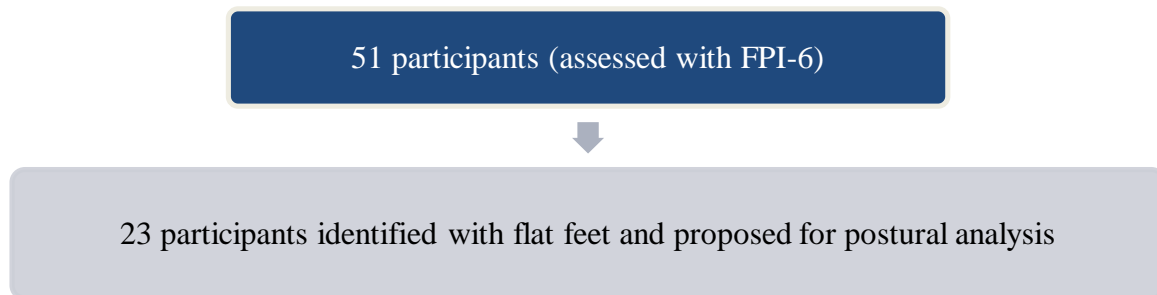 51 participants (assessed with FPI-6)
23 participants identified with flat feet and proposed for postural analysis